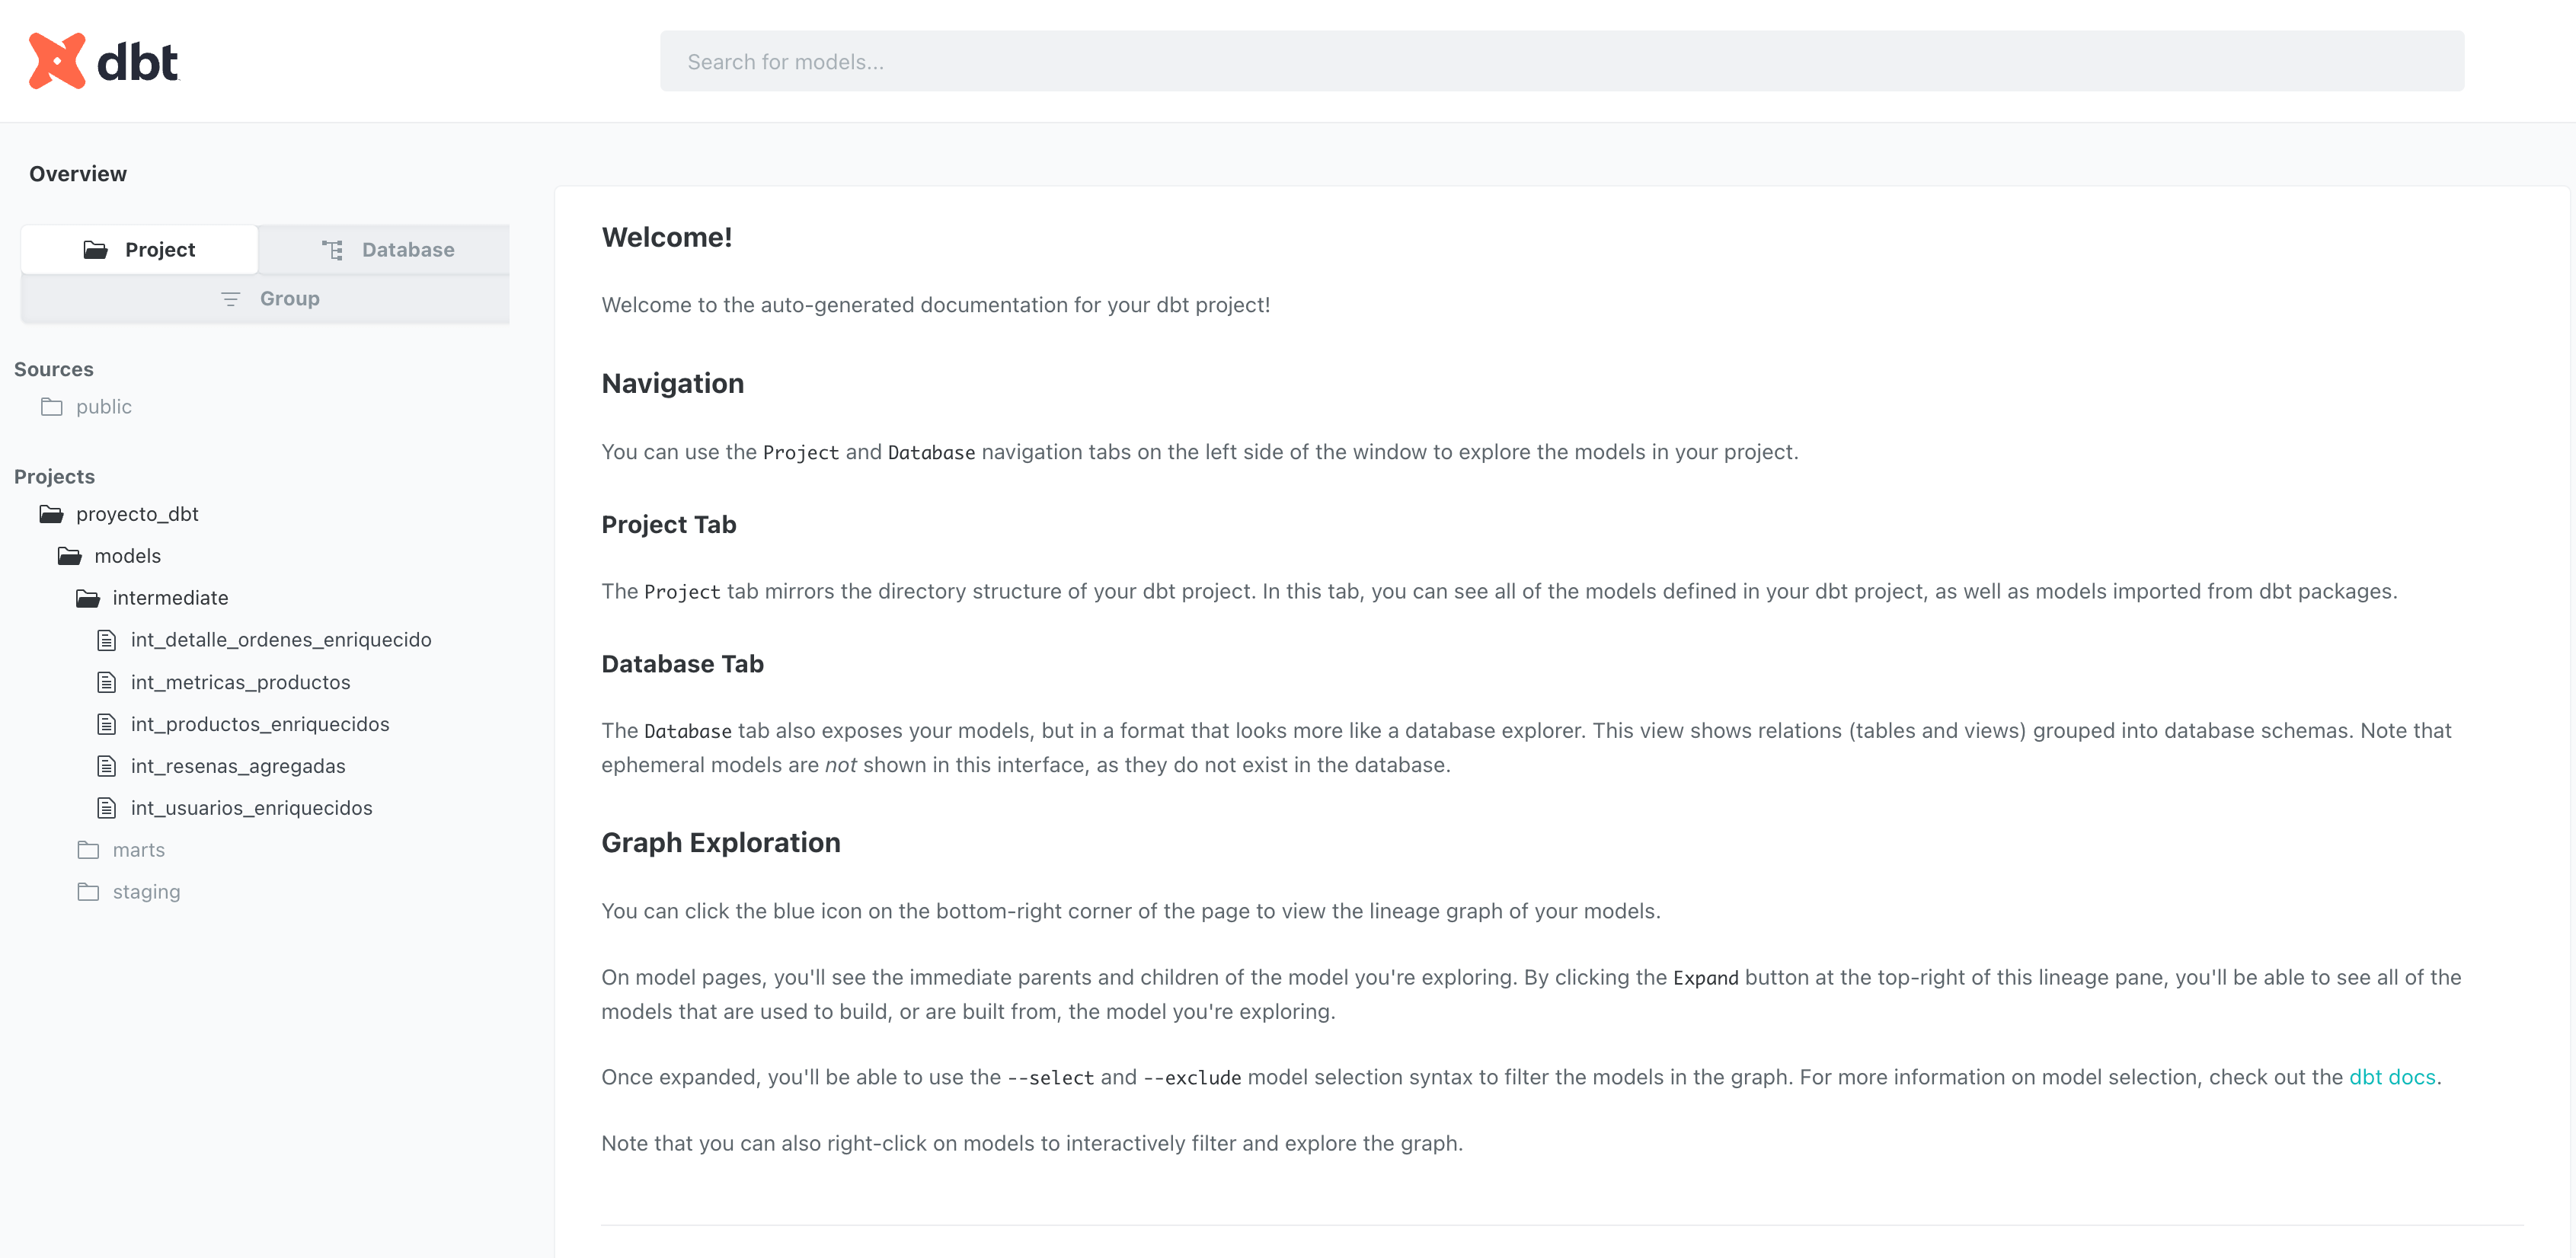 dbt
Search for models...
Overview
Project
Database
Group
Sources
public
Projects
proyecto_dbt
models
intermediate
int_detalle_ordenes_enriquecido
int_metricas_productos
int_productos_enriquecidos
int_resenas_agregadas
int_usuarios_enriquecidos
marts
staging
Welcome!
Welcome to the auto-generated documentation for your dbt project!
Navigation
You can use the Project and Database navigation tabs on the left side of the window to explore the models in your project.
Project Tab
The Project tab mirrors the directory structure of your dbt project. In this tab, you can see all of the models defined in your dbt project, as well as models imported from dbt packages.
Database Tab
The Database tab also exposes your models, but in a format that looks more like a database explorer. This view shows relations (tables and views) grouped into database schemas. Note that
ephemeral models are not shown in this interface, as they do not exist in the database.
Graph Exploration
You can click the blue icon on the bottom-right corner of the page to view the lineage graph of your models.
On model pages, you'll see the immediate parents and children of the model you're exploring. By clicking the Expand button at the top-right of this lineage pane, you'll be able to see all of the
models that are used to build, or are built from, the model you're exploring.
Once expanded, you'll be able to use the --select and --exclude model selection syntax to filter the models in the graph. For more information on model selection, check out the dbt docs.
Note that you can also right-click on models to interactively filter and explore the graph.